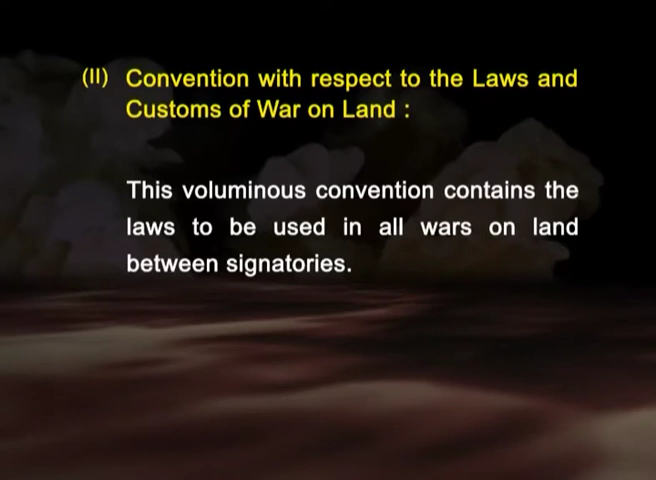 (II) Convention with respect to the Laws and
Customs of War on Land :
This voluminous convention contains the
laws to be used in all wars on land
between signatories.